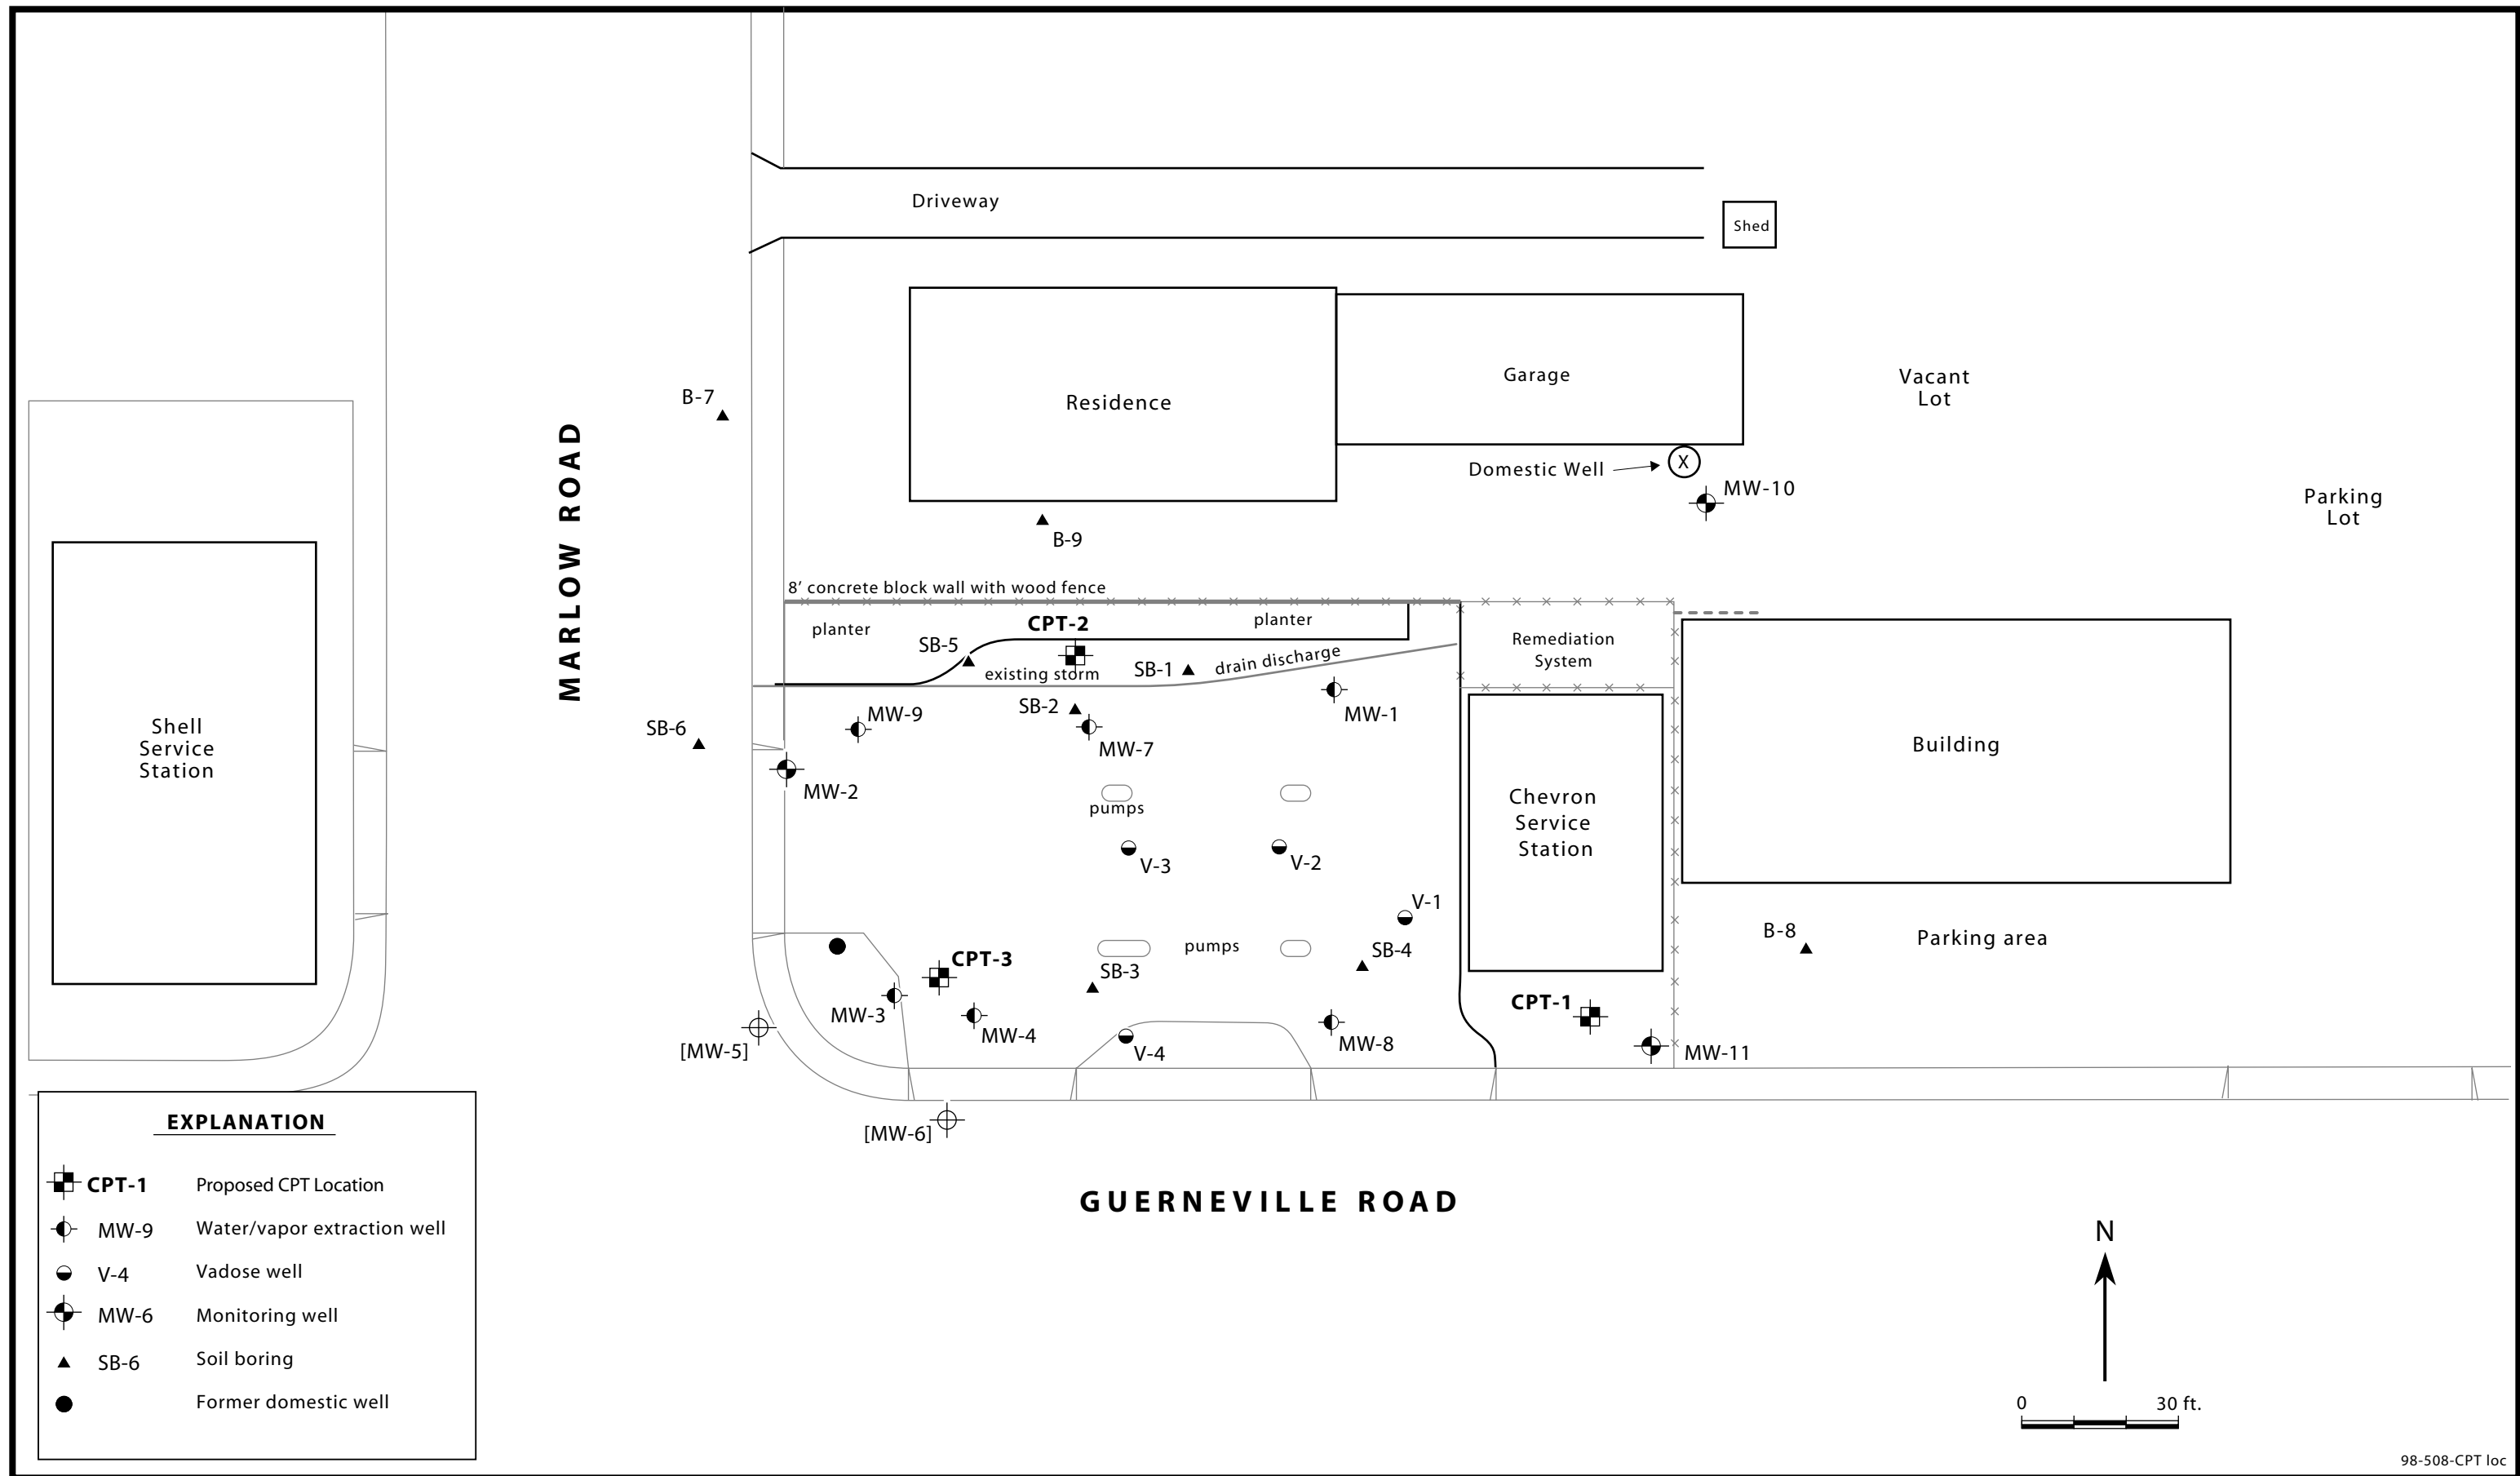 Driveway
Shed
B-7
Residence
Garage
Vacant
Lot
MARLOW ROAD
Domestic Well
X
MW-10
Parking
Lot
B-9
8’ concrete block wall with wood fence
planter
CPT-2
planter
SB-5
existing storm
SB-1
drain discharge
Remediation
System
SB-2
MW-9
MW-7
MW-1
SB-6
MW-2
Shell
Service
Station
pumps
Chevron
Service
Station
Building
V-3
V-2
V-1
B-8
Parking area
CPT-3
pumps
SB-4
SB-3
CPT-1
MW-3
MW-4
MW-8
[MW-5]
V-4
MW-11
[MW-6]
GUERNEVILLE ROAD
EXPLANATION
CPT-1 Proposed CPT Location
MW-9 Water/vapor extraction well
V-4 Vadose well
MW-6 Monitoring well
SB-6 Soil boring
Former domestic well
N
0 30 ft.
98-508-CPT loc